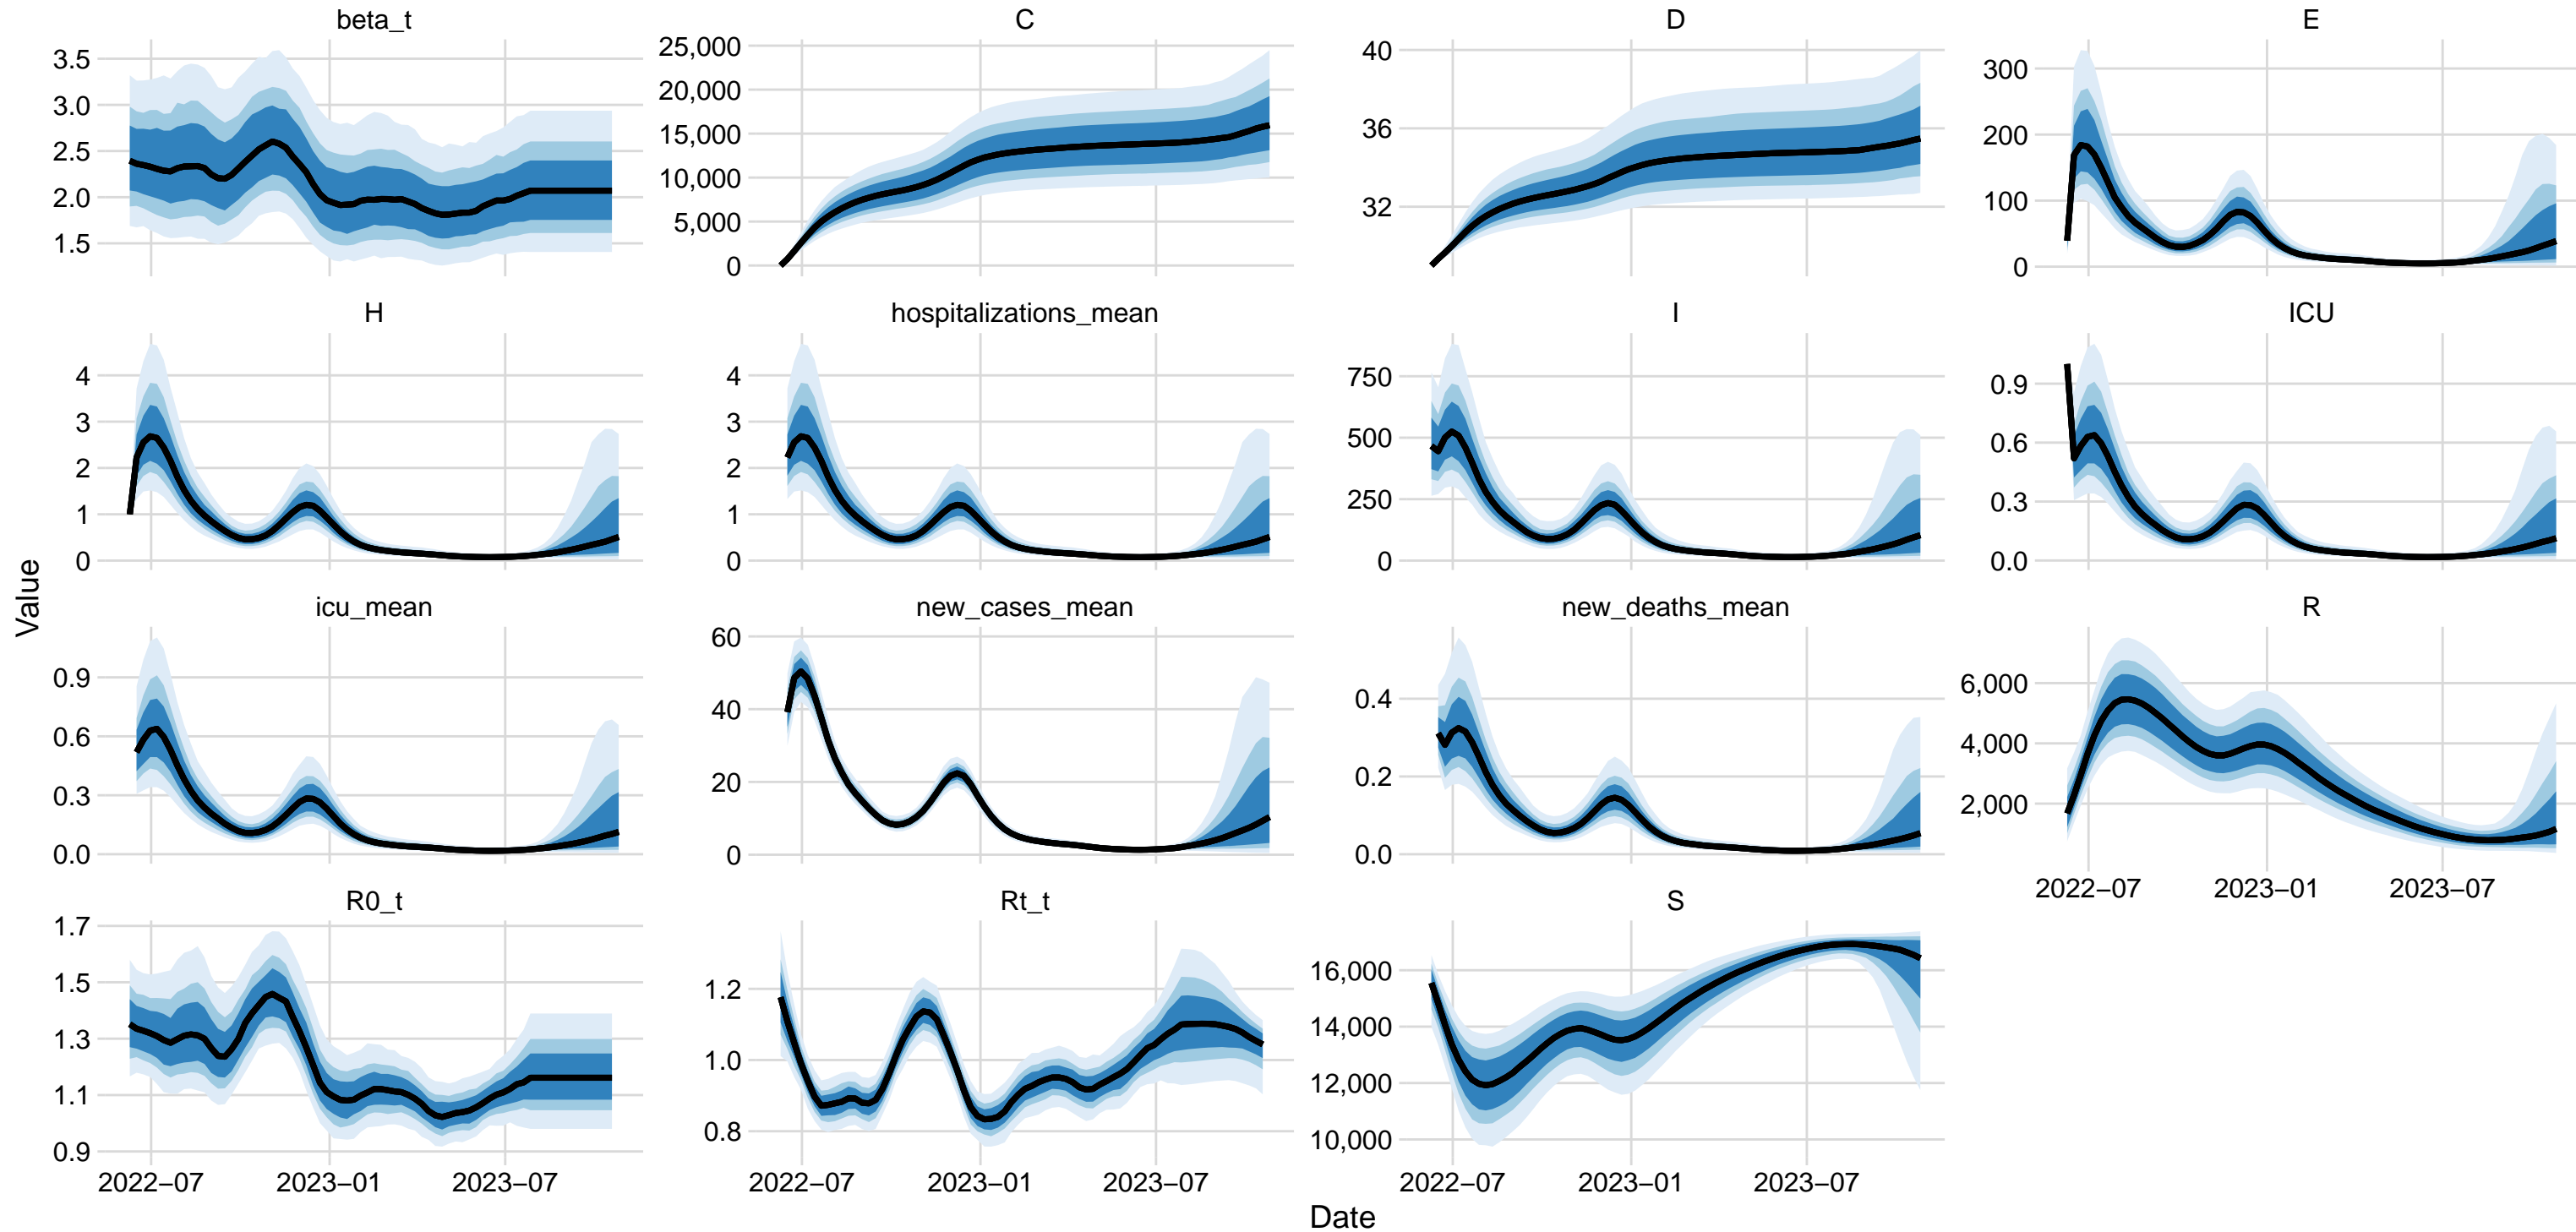 beta_t
C
D
E
3.5
3.0
2.5
2.0
1.5
25,000
20,000
15,000
10,000
5,000
0
40
36
32
300
200
100
0
H
hospitalizations_mean
I
ICU
4
3
2
1
0
4
3
2
1
0
750
500
250
0
0.9
0.6
0.3
0.0
Value
icu_mean
new_cases_mean
new_deaths_mean
R
0.9
0.6
0.3
0.0
60
40
20
0
0.4
0.2
0.0
6,000
4,000
2,000
2022−07 2023−01 2023−07
R0_t
Rt_t
S
1.7
1.5
1.3
1.1
0.9
1.2
1.0
0.8
16,000
14,000
12,000
10,000
2022−07 2023−01 2023−07
2022−07 2023−01 2023−07
2022−07 2023−01 2023−07
Date